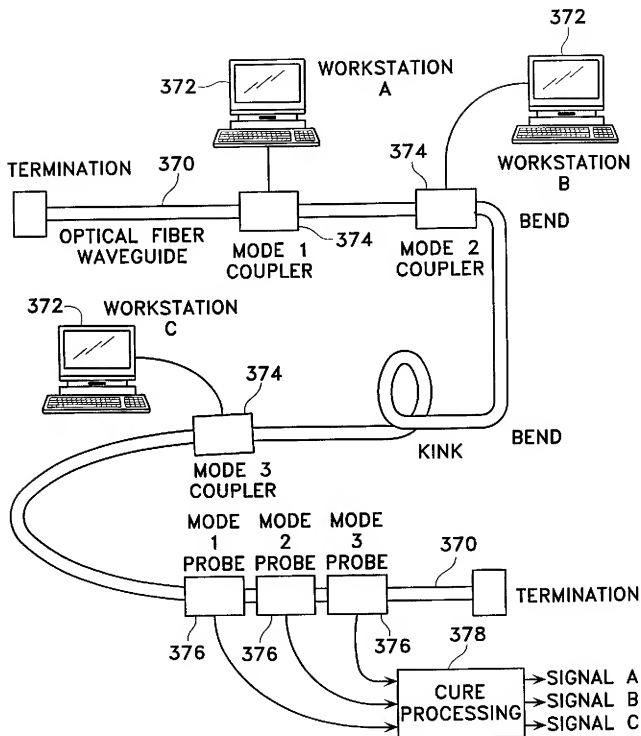 372
372
WORKSTATION
A
374
WORKSTATION
B
TERMINATION
370
BEND
OPTICAL FIBER
WAVEGUIDE
MODE 1
COUPLER
374
MODE 2
COUPLER
372
WORKSTATION
C
374
KINK
BEND
MODE 3
COUPLER
MODE
1
PROBE
MODE
2
PROBE
MODE
3
PROBE
370
TERMINATION
376
376
376
378
CURE
PROCESSING
SIGNAL A
SIGNAL B
SIGNAL C